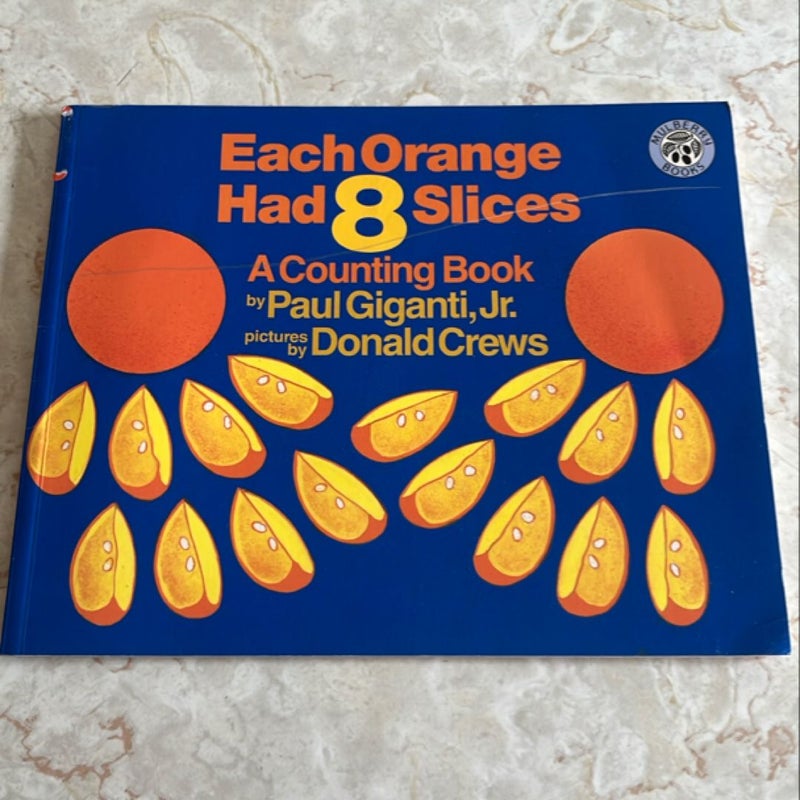 Each Orange
Had 8 Slices
A Counting Book
by Paul Giganti, Jr.
pictures by Donald Crews
MULBERRY BOOKS